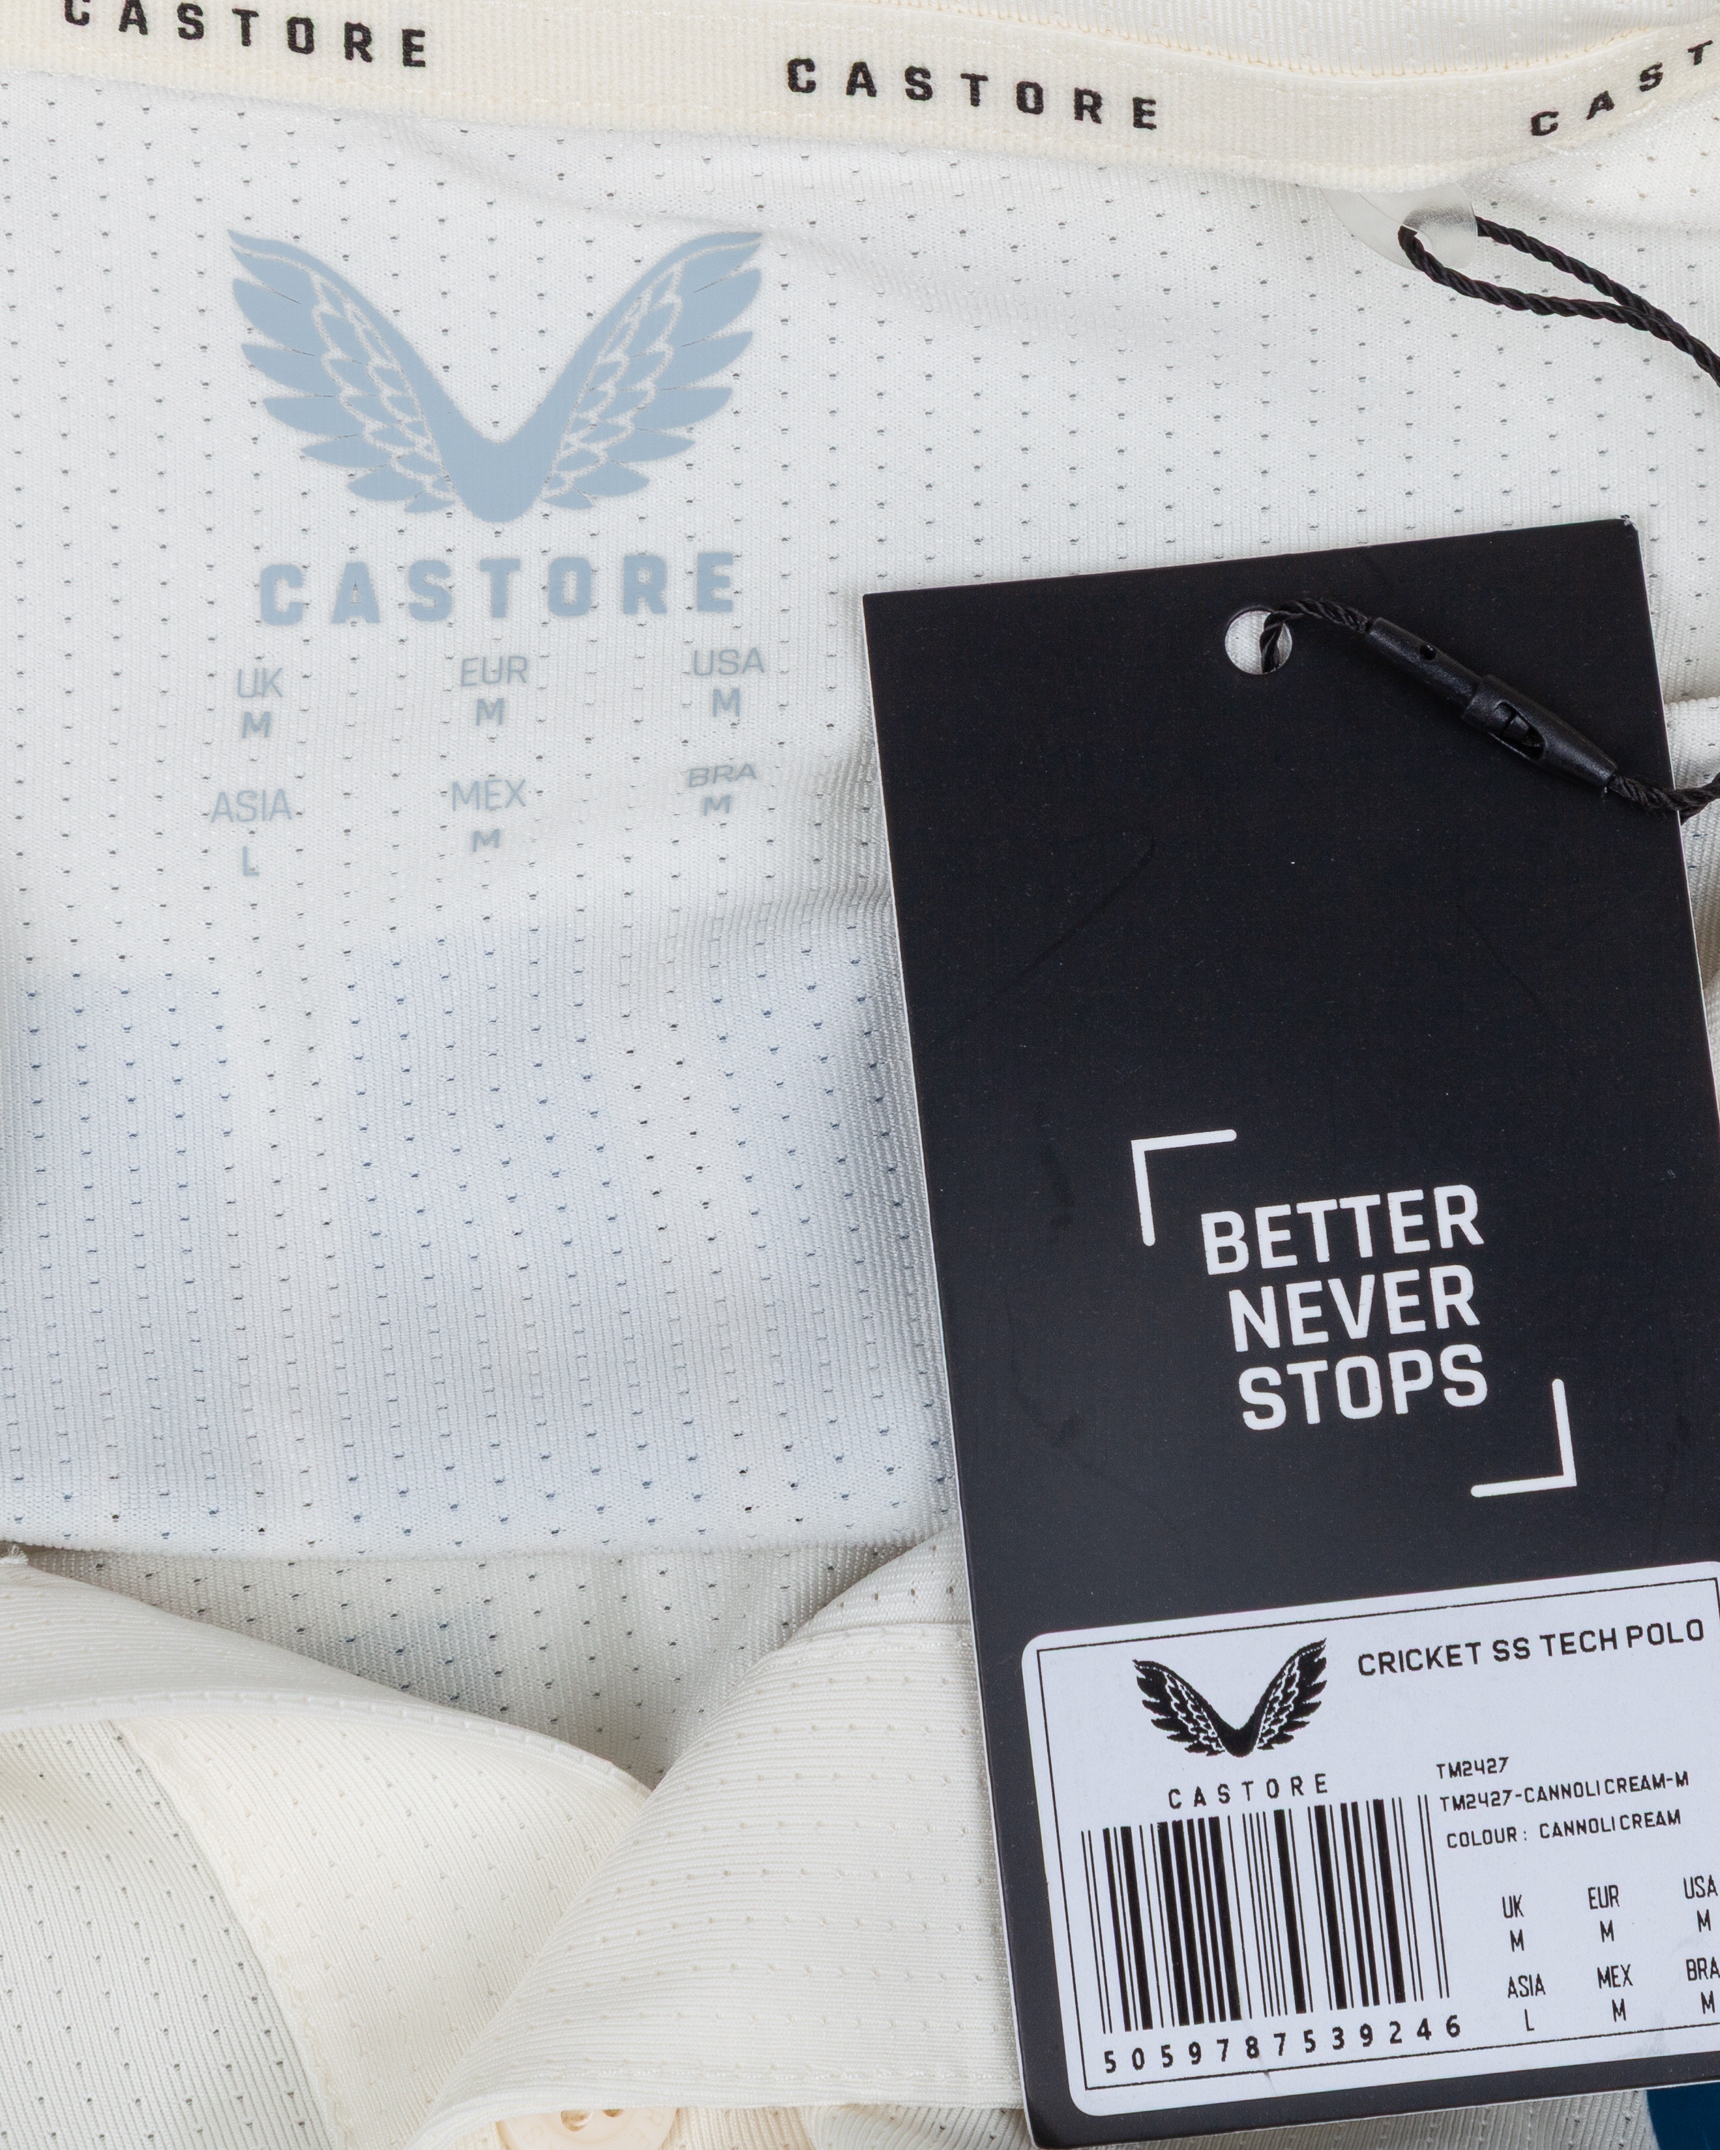 CASTORE
CASTORE
CAST
CASTORE
UK EUR USA
M M M
ASIA MEX BRA
L M M
BETTER
NEVER
STOPS
CRICKET SS TECH POLO
CASTORE
TM2427
TM2427-CANNOLI CREAM-M
COLOUR: CANNOLI CREAM
UK EUR USA
M M M
ASIA MEX BRA
L M M
5059787539246